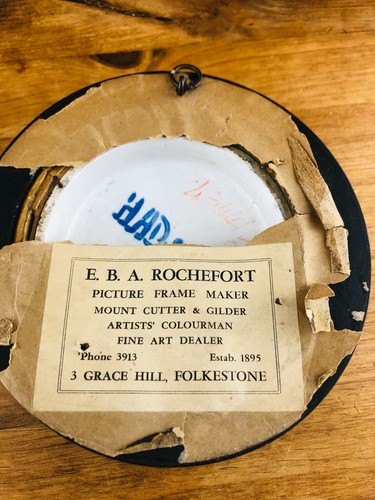 E. B. A. ROCHEFORT
PICTURE FRAME MAKER
MOUNT CUTTER & GILDER
ARTISTS' COLOURMAN
FINE ART DEALER
'Phone 3913 Estab. 1895
3 GRACE HILL, FOLKESTONE